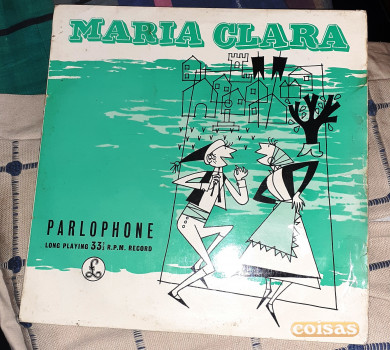 MARIA CLARA
PARLOPHONE
LONG PLAYING 33⅓ R.P.M. RECORD
£
coisas